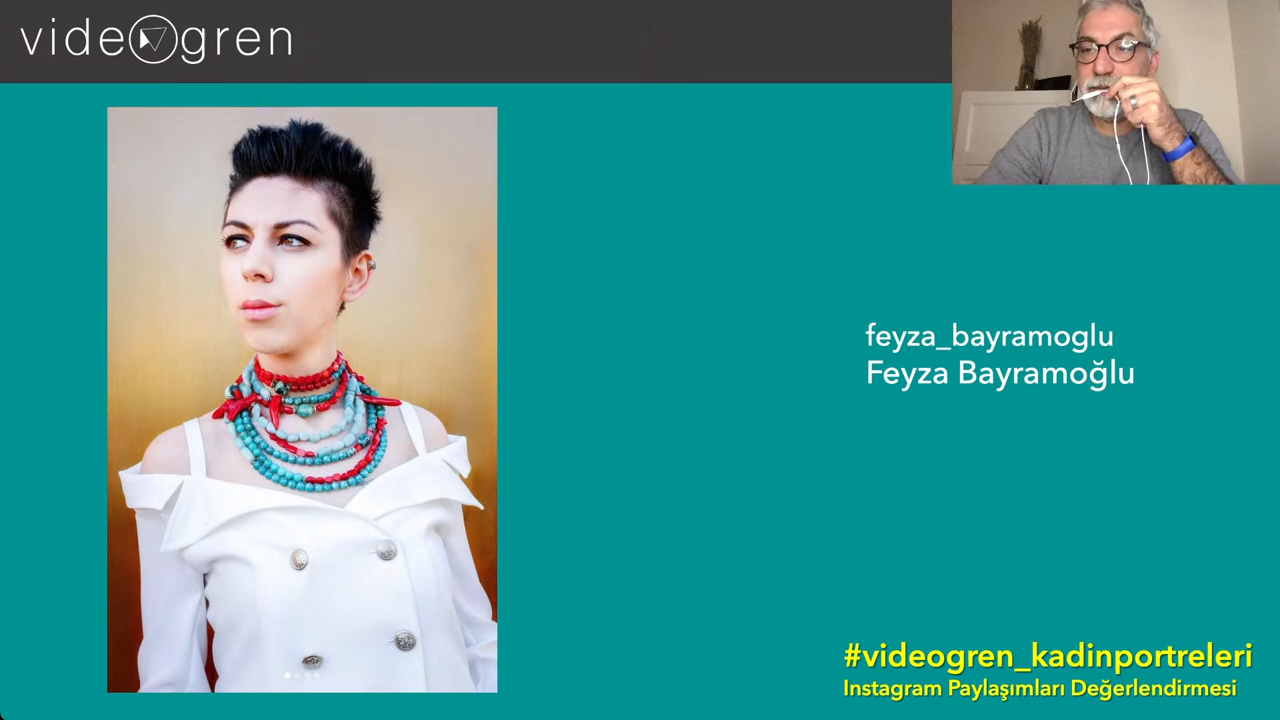 videogren
feyza_bayramoglu
Feyza Bayramoğlu
#videogren_kadinportreleri
Instagram Paylaşımları Değerlendirmesi